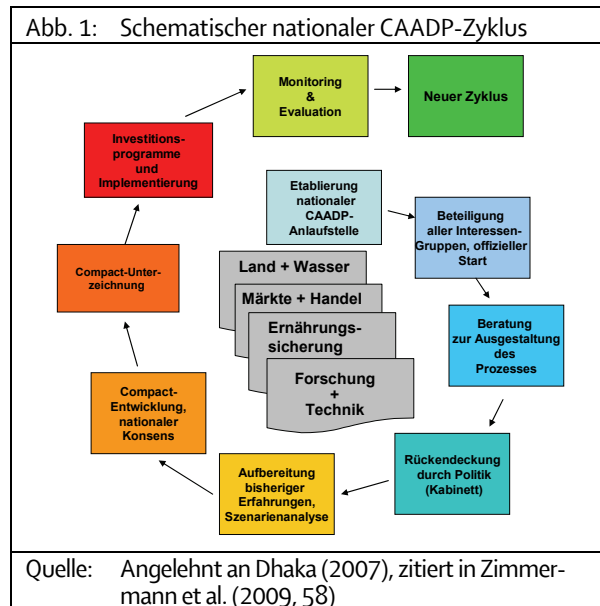 Abb. 1: Schematischer nationaler CAADP-Zyklus
Monitoring
&
Evaluation
Neuer Zyklus
Investitions-
programme
und
Implementierung
Etablierung
nationaler
CAADP-
Anlaufstelle
Beteiligung
aller Interessen-
Gruppen, offizieller
Start
Land + Wasser
Compact-Unter-
zeichnung
Märkte + Handel
Ernährungs-
sicherung
Beratung
zur Ausgestaltung
des
Prozesses
Forschung
+
Technik
Compact-
Entwicklung,
nationaler
Konsens
Rückendeckung
durch Politik
(Kabinett)
Aufbereitung
bisheriger
Erfahrungen,
Szenarienanalyse
Quelle: Angelehnt an Dhaka (2007), zitiert in Zimmer-
mann et al. (2009, 58)